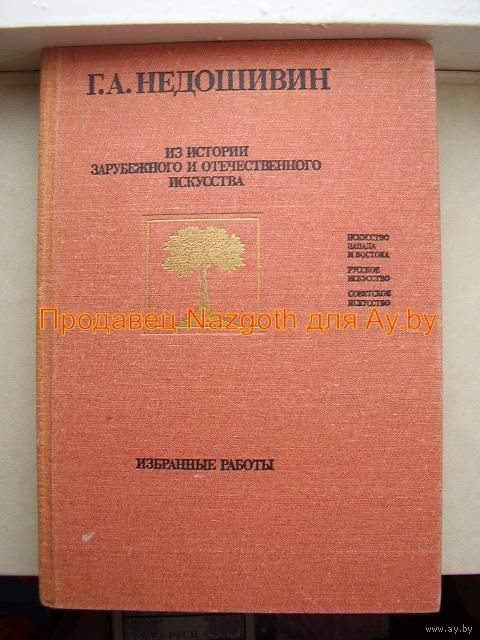 Г.А. НЕДОШИВИН
ИЗ ИСТОРИИ
ЗАРУБЕЖНОГО И ОТЕЧЕСТВЕННОГО
ИСКУССТВА
ИСКУССТВО
ЗАПАДА
И ВОСТОКА
РУССКОЕ
ИСКУССТВО
СОВЕТСКОЕ
ИСКУССТВО
Продавец Nazgoth для Ay.by
ИЗБРАННЫЕ РАБОТЫ
www.ay.by